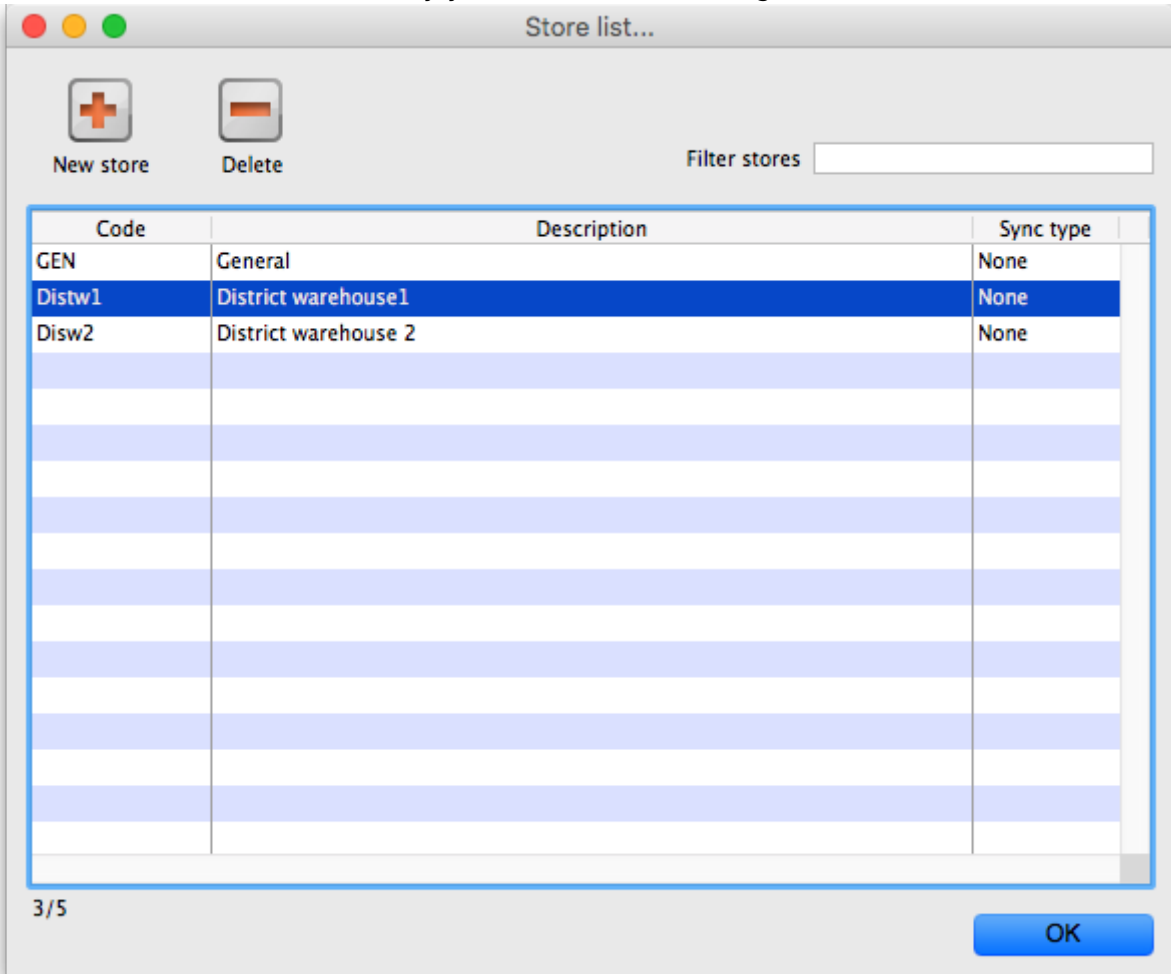 Store list...
New store Delete
Filter stores
Code Description Sync type
GEN General None
Distw1 District warehouse1 None
Disw2 District warehouse 2 None
3/5
OK